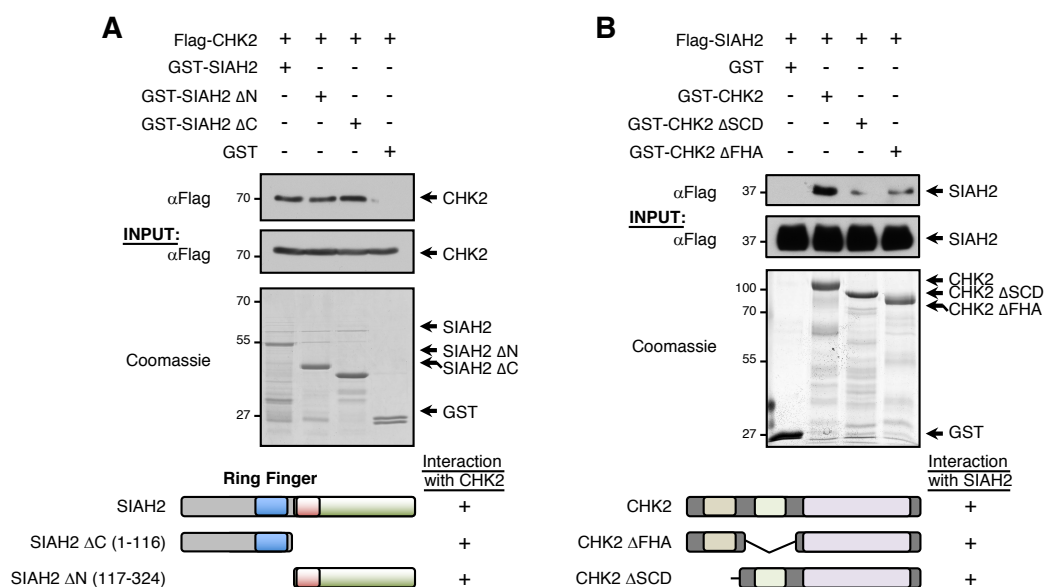 A
Flag-CHK2 + + + +
GST-SIAH2 + - - -
GST-SIAH2 ΔN - + - -
GST-SIAH2 ΔC - - + -
GST - - - +
αFlag 70 CHK2
INPUT:
αFlag 70 CHK2
70
SIAH2
55
SIAH2 ΔN
Coomassie
SIAH2 ΔC
27 GST
Interaction
with CHK2
Ring Finger
SIAH2 +
SIAH2 ΔC (1-116) +
SIAH2 ΔN (117-324) +
B
Flag-SIAH2 + + + +
GST + - - -
GST-CHK2 - + - -
GST-CHK2 ΔSCD - - + -
GST-CHK2 ΔFHA - - - +
αFlag 37 SIAH2
INPUT:
αFlag 37 SIAH2
CHK2
100 CHK2 ΔSCD
70 CHK2 ΔFHA
Coomassie
55
27 GST
Interaction
with SIAH2
CHK2 +
CHK2 ΔFHA +
CHK2 ΔSCD +